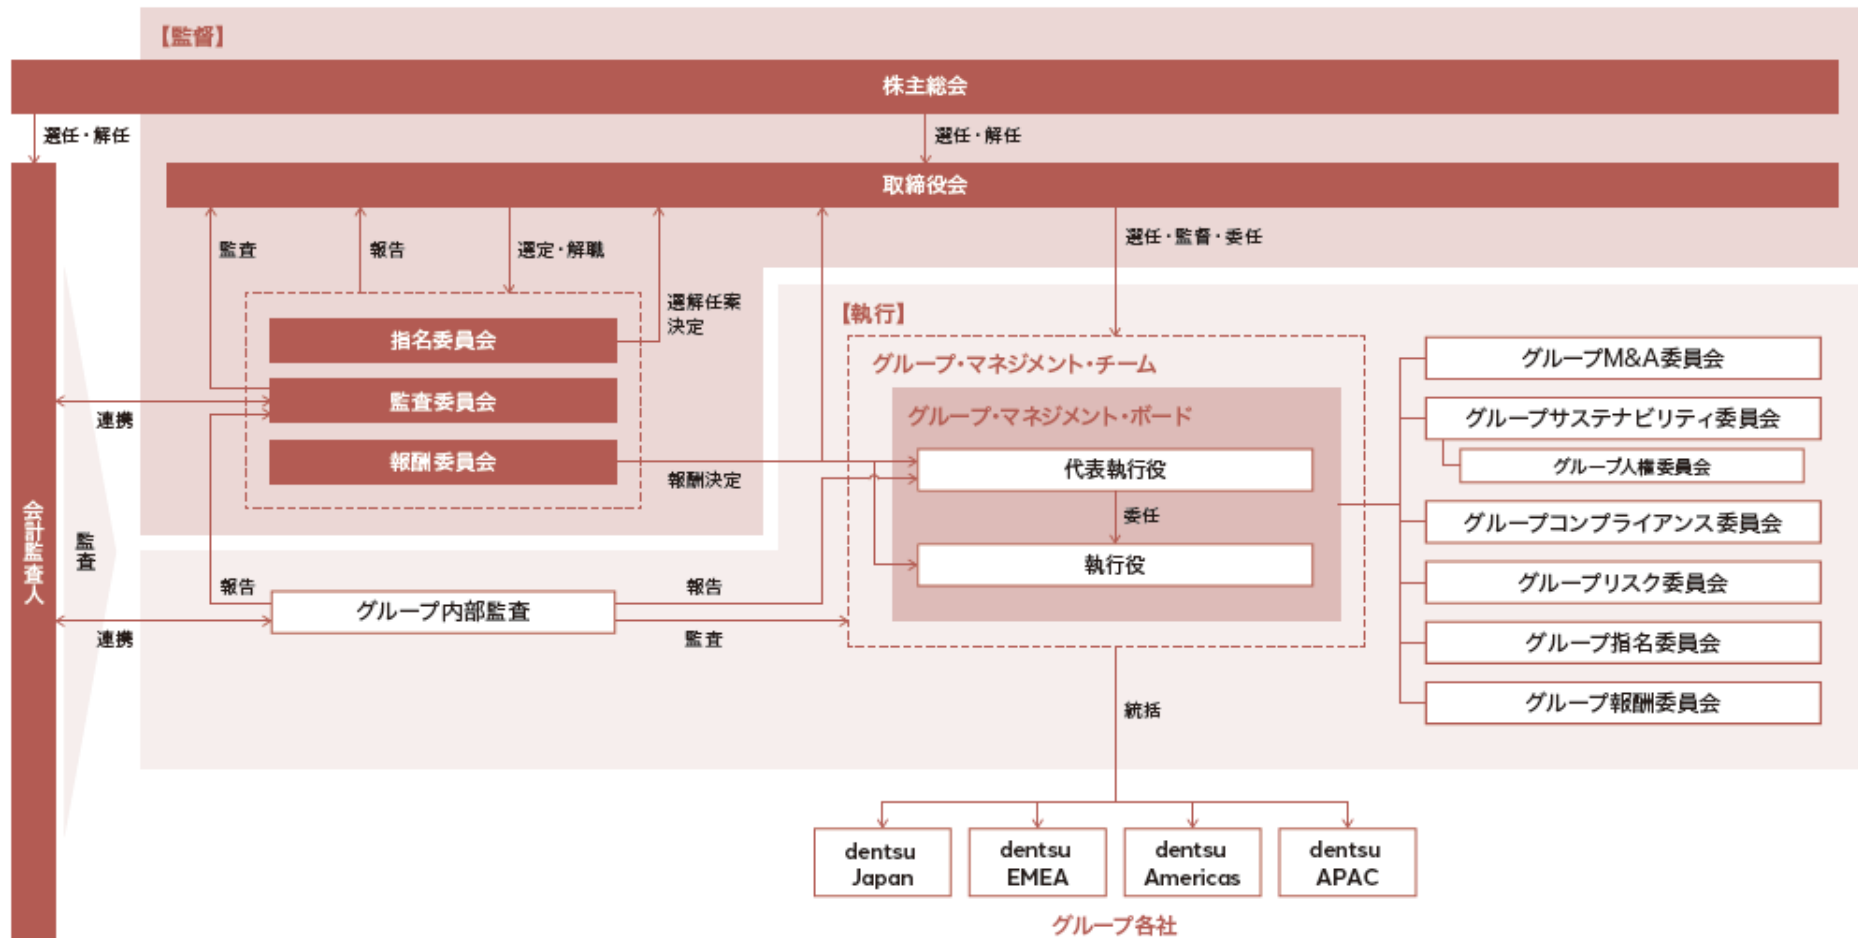 【監督】
株主総会
選任・解任
選任・解任
取締役会
監査
報告
選定・解職
選任・監督・委任
選解任案
決定
指名委員会
監査委員会
報酬委員会
連携
報酬決定
会計監査人
監査
【執行】
グループ・マネジメント・チーム
グループ・マネジメント・ボード
代表執行役
委任
執行役
グループM&A委員会
グループサステナビリティ委員会
グループ人権委員会
グループコンプライアンス委員会
グループリスク委員会
グループ指名委員会
グループ報酬委員会
報告
グループ内部監査
報告
連携
監査
統括
dentsu
Japan
dentsu
EMEA
dentsu
Americas
dentsu
APAC
グループ各社